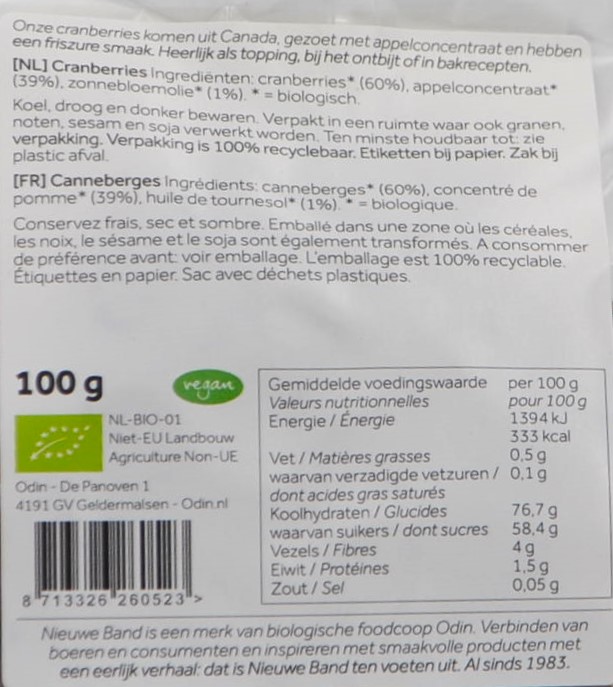 Onze cranberries komen uit Canada, gezoet met appelconcentraat en hebben
een friszure smaak. Heerlijk als topping, bij het ontbijt of in bakrecepten.
[NL] Cranberries Ingrediënten: cranberries* (60%), appelconcentraat*
(39%), zonnebloemolie* (1%). * = biologisch.
Koel, droog en donker bewaren. Verpakt in een ruimte waar ook granen,
noten, sesam en soja verwerkt worden. Ten minste houdbaar tot: zie
verpakking. Verpakking is 100% recyclebaar. Etiketten bij papier. Zak bij
plastic afval.
[FR] Canneberges Ingrédients: canneberges* (60%), concentré de
pomme* (39%), huile de tournesol* (1%). * = biologique.
Conservez frais, sec et sombre. Emballé dans une zone où les céréales,
les noix, le sésame et le soja sont également transformés. A consommer
de préférence avant: voir emballage. L'emballage est 100% recyclable.
Étiquettes en papier. Sac avec déchets plastiques.
100 g
vegan
NL-BIO-01
Niet-EU Landbouw
Agriculture Non-UE
Odin - De Panoven 1
4191 GV Geldermalsen - Odin.nl
8 713326 260523 >
Gemiddelde voedingswaarde per 100 g
Valeurs nutritionnelles pour 100 g
Energie / Énergie 1394 kJ
333 kcal
Vet / Matières grasses 0,5 g
waarvan verzadigde vetzuren / 0,1 g
dont acides gras saturés
Koolhydraten / Glucides 76,7 g
waarvan suikers / dont sucres 58,4 g
Vezels / Fibres 4 g
Eiwit / Protéines 1,5 g
Zout / Sel 0,05 g
Nieuwe Band is een merk van biologische foodcoop Odin. Verbinden van
boeren en consumenten en inspireren met smaakvolle producten met
een eerlijk verhaal: dat is Nieuwe Band ten voeten uit. Al sinds 1983.